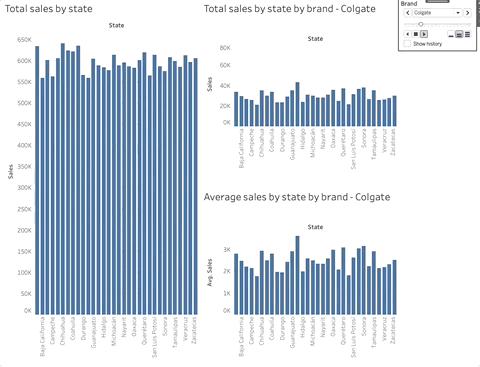 Total sales by state
State
650K
600K
550K
500K
450K
400K
350K
300K
250K
200K
150K
100K
50K
0K
Sales
Baja California
Campeche
Chihuahua
Coahuila
Durango
Guanajuato
Hidalgo
Michoacán
Nayarit
Oaxaca
Querétaro
San Luis Potosí
Sonora
Tamaulipas
Veracruz
Zacatecas
Total sales by state by brand - Colgate
State
80K
60K
40K
20K
0K
Sales
Baja California
Campeche
Chihuahua
Coahuila
Durango
Guanajuato
Hidalgo
Michoacán
Nayarit
Oaxaca
Querétaro
San Luis Potosí
Sonora
Tamaulipas
Veracruz
Zacatecas
Average sales by state by brand - Colgate
State
3K
2K
1K
0K
Avg. Sales
Baja California
Campeche
Chihuahua
Coahuila
Durango
Guanajuato
Hidalgo
Michoacán
Nayarit
Oaxaca
Querétaro
San Luis Potosí
Sonora
Tamaulipas
Veracruz
Zacatecas
Brand
Colgate
Show history